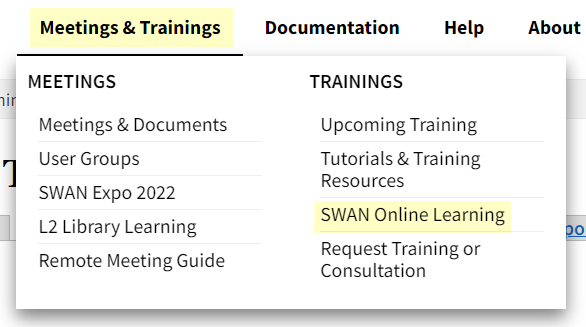 Meetings & Trainings Documentation Help About
MEETINGS
Meetings & Documents
User Groups
SWAN Expo 2022
L2 Library Learning
Remote Meeting Guide
TRAININGS
Upcoming Training
Tutorials & Training
Resources
SWAN Online Learning
Request Training or
Consultation